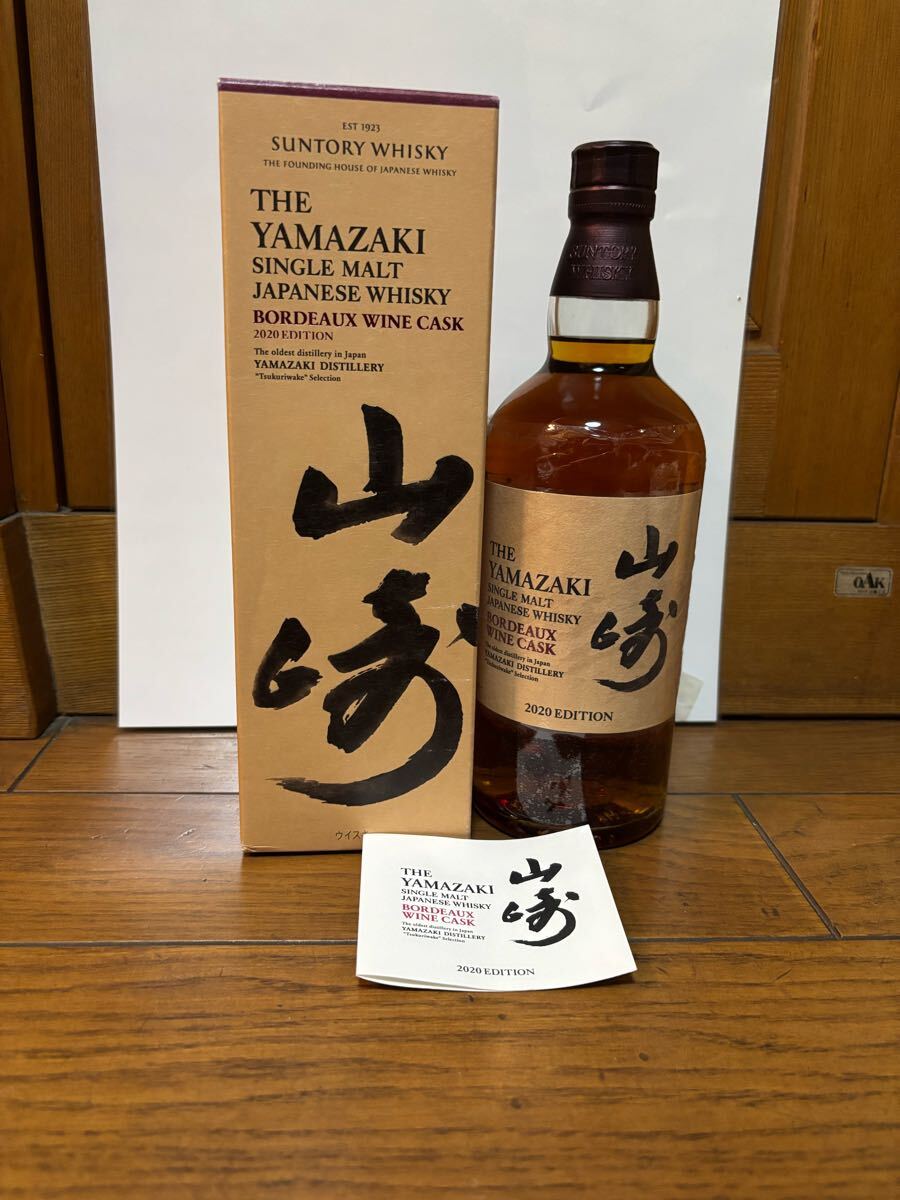 EST 1923
SUNTORY WHISKY
THE FOUNDING HOUSE OF JAPANESE WHISKY
THE
YAMAZAKI
SINGLE MALT
JAPANESE WHISKY
BORDEAUX WINE CASK
2020 EDITION
The oldest distillery in Japan
YAMAZAKI DISTILLERY
"Tsukuriwake" Selection
山
崎
ウイス
SUNTORY
WHISKY
THE
YAMAZAKI
SINGLE MALT
JAPANESE WHISKY
BORDEAUX
WINE CASK
The oldest distillery in Japan
YAMAZAKI DISTILLERY
"Tsukuriwake" Selection
山
崎
2020 EDITION
THE
YAMAZAKI
SINGLE MALT
JAPANESE WHISKY
BORDEAUX
WINE CASK
The oldest distillery in Japan
YAMAZAKI DISTILLERY
"Tsukuriwake" Selection
山
崎
2020 EDITION
OAK